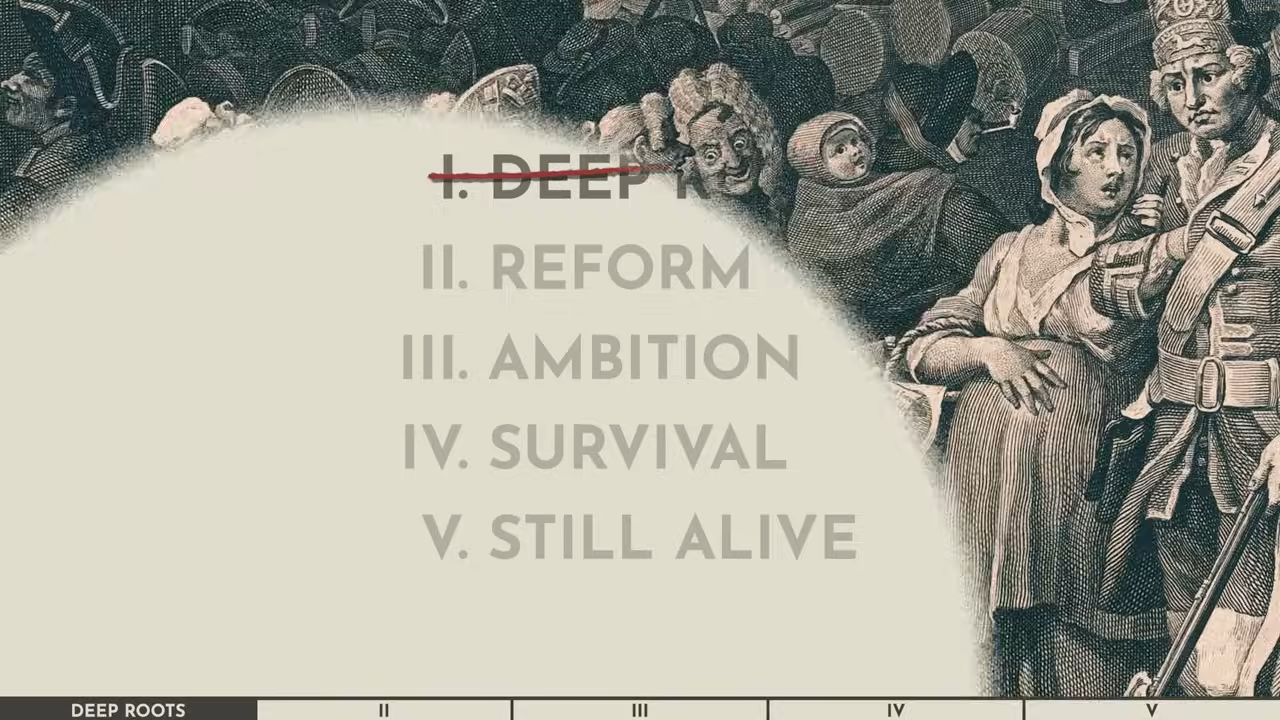 I. DEEP R
II. REFORM
III. AMBITION
IV. SURVIVAL
V. STILL ALIVE
DEEP ROOTS II III IV V